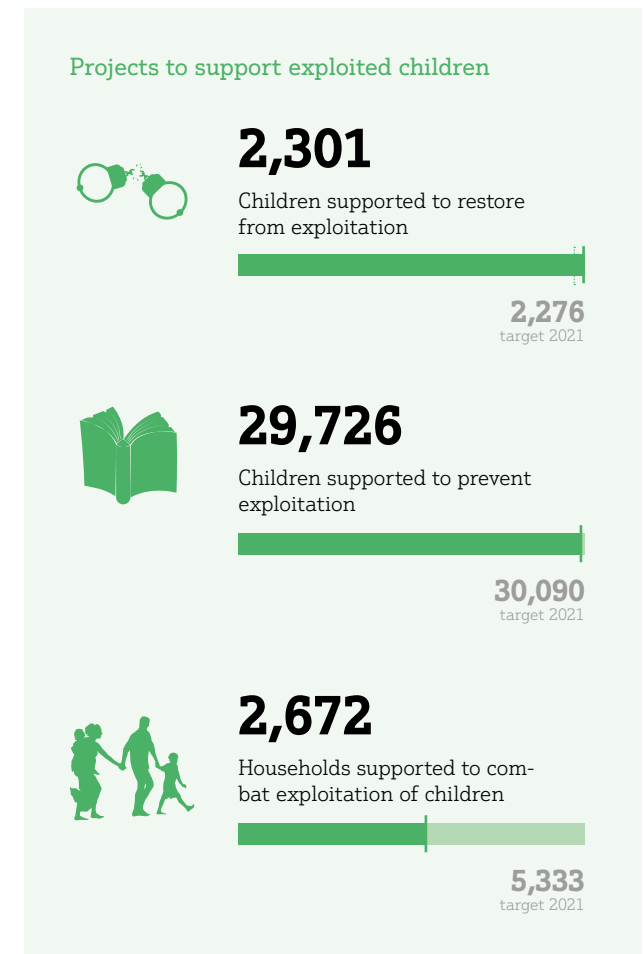 Projects to support exploited children
2,301
Children supported to restore
from exploitation
2,276
target 2021
29,726
Children supported to prevent
exploitation
30,090
target 2021
2,672
Households supported to com-
bat exploitation of children
5,333
target 2021